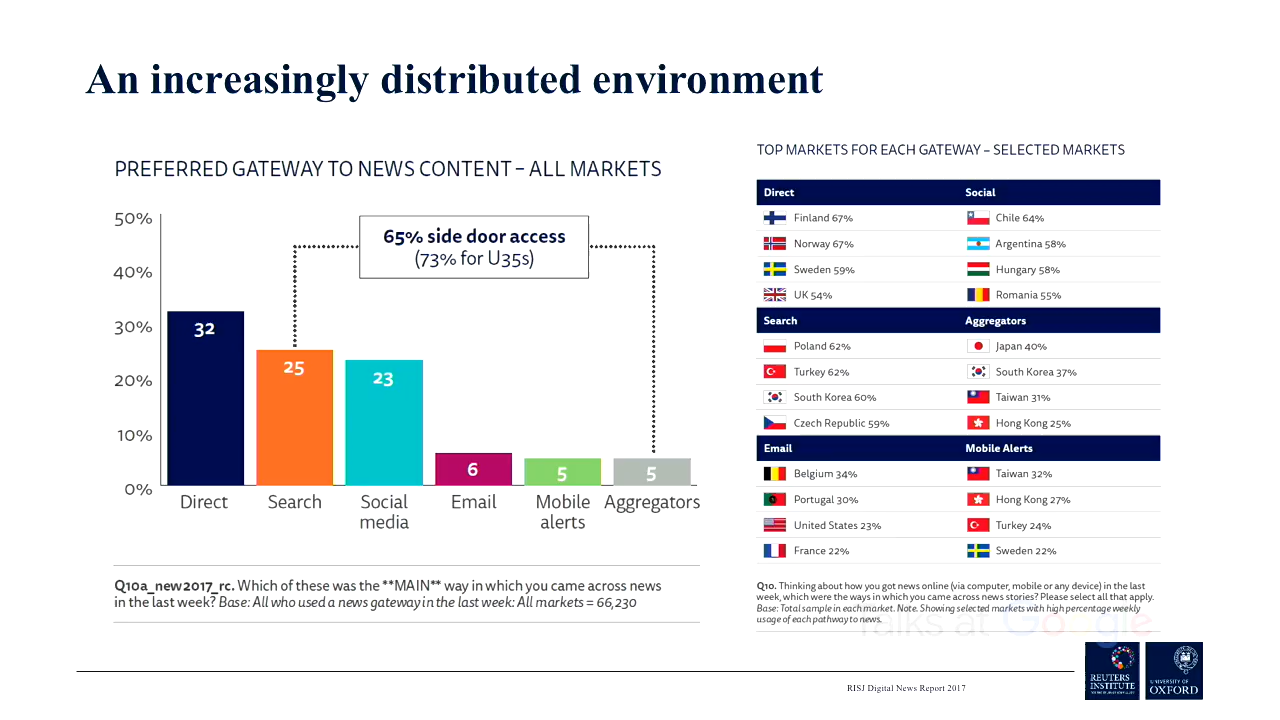 An increasingly distributed environment
PREFERRED GATEWAY TO NEWS CONTENT – ALL MARKETS
50%
40%
30%
20%
10%
0%
65% side door access
(73% for U35s)
32
25
23
6
5
5
Direct
Search
Social
media
Email
Mobile
alerts
Aggregators
Q10a_new2017_rc. Which of these was the **MAIN** way in which you came across news
in the last week? Base: All who used a news gateway in the last week: All markets = 66,230
TOP MARKETS FOR EACH GATEWAY – SELECTED MARKETS
Direct Social
Finland 67% Chile 64%
Norway 67% Argentina 58%
Sweden 59% Hungary 58%
UK 54% Romania 55%
Search Aggregators
Poland 62% Japan 40%
Turkey 62% South Korea 37%
South Korea 60% Taiwan 31%
Czech Republic 59% Hong Kong 25%
Email Mobile Alerts
Belgium 34% Taiwan 32%
Portugal 30% Hong Kong 27%
United States 23% Turkey 24%
France 22% Sweden 22%
Q10. Thinking about how you got news online (via computer, mobile or any device) in the last
week, which were the ways in which you came across news stories? Please select all that apply.
Base: Total sample in each market. Note. Showing selected markets with high percentage weekly
usage of each pathway to news.
Talks at Google
RISJ Digital News Report 2017
REUTERS
INSTITUTE
UNIVERSITY OF
OXFORD